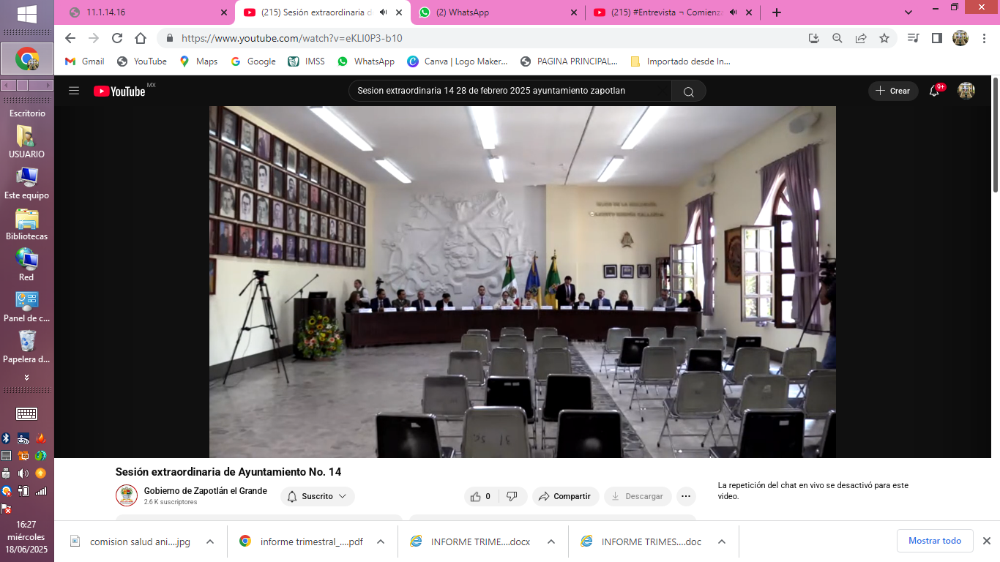 11.1.14.16
(215) Sesión extraordinaria d
(2) WhatsApp
(215) #Entrevista ¬ Comienza
https://www.youtube.com/watch?v=eKLI0P3-b10
Gmail
YouTube
Maps
Google
IMSS
WhatsApp
Canva | Logo Maker...
PAGINA PRINCIPAL...
Importado desde In...
YouTube MX
Sesion extraordinaria 14 28 de febrero 2025 ayuntamiento zapotlan
Crear
9+
Escritorio
USUARIO
Este equipo
Bibliotecas
Red
Panel de c...
Papelera d...
16:27
miércoles
18/06/2025
Sesión extraordinaria de Ayuntamiento No. 14
Gobierno de Zapotlán el Grande
2.6 K suscriptores
Suscrito
0
Compartir
Descargar
La repetición del chat en vivo se desactivó para este
video.
comision salud ani....jpg
informe trimestral_....pdf
INFORME TRIME....docx
INFORME TRIMES....doc
Mostrar todo